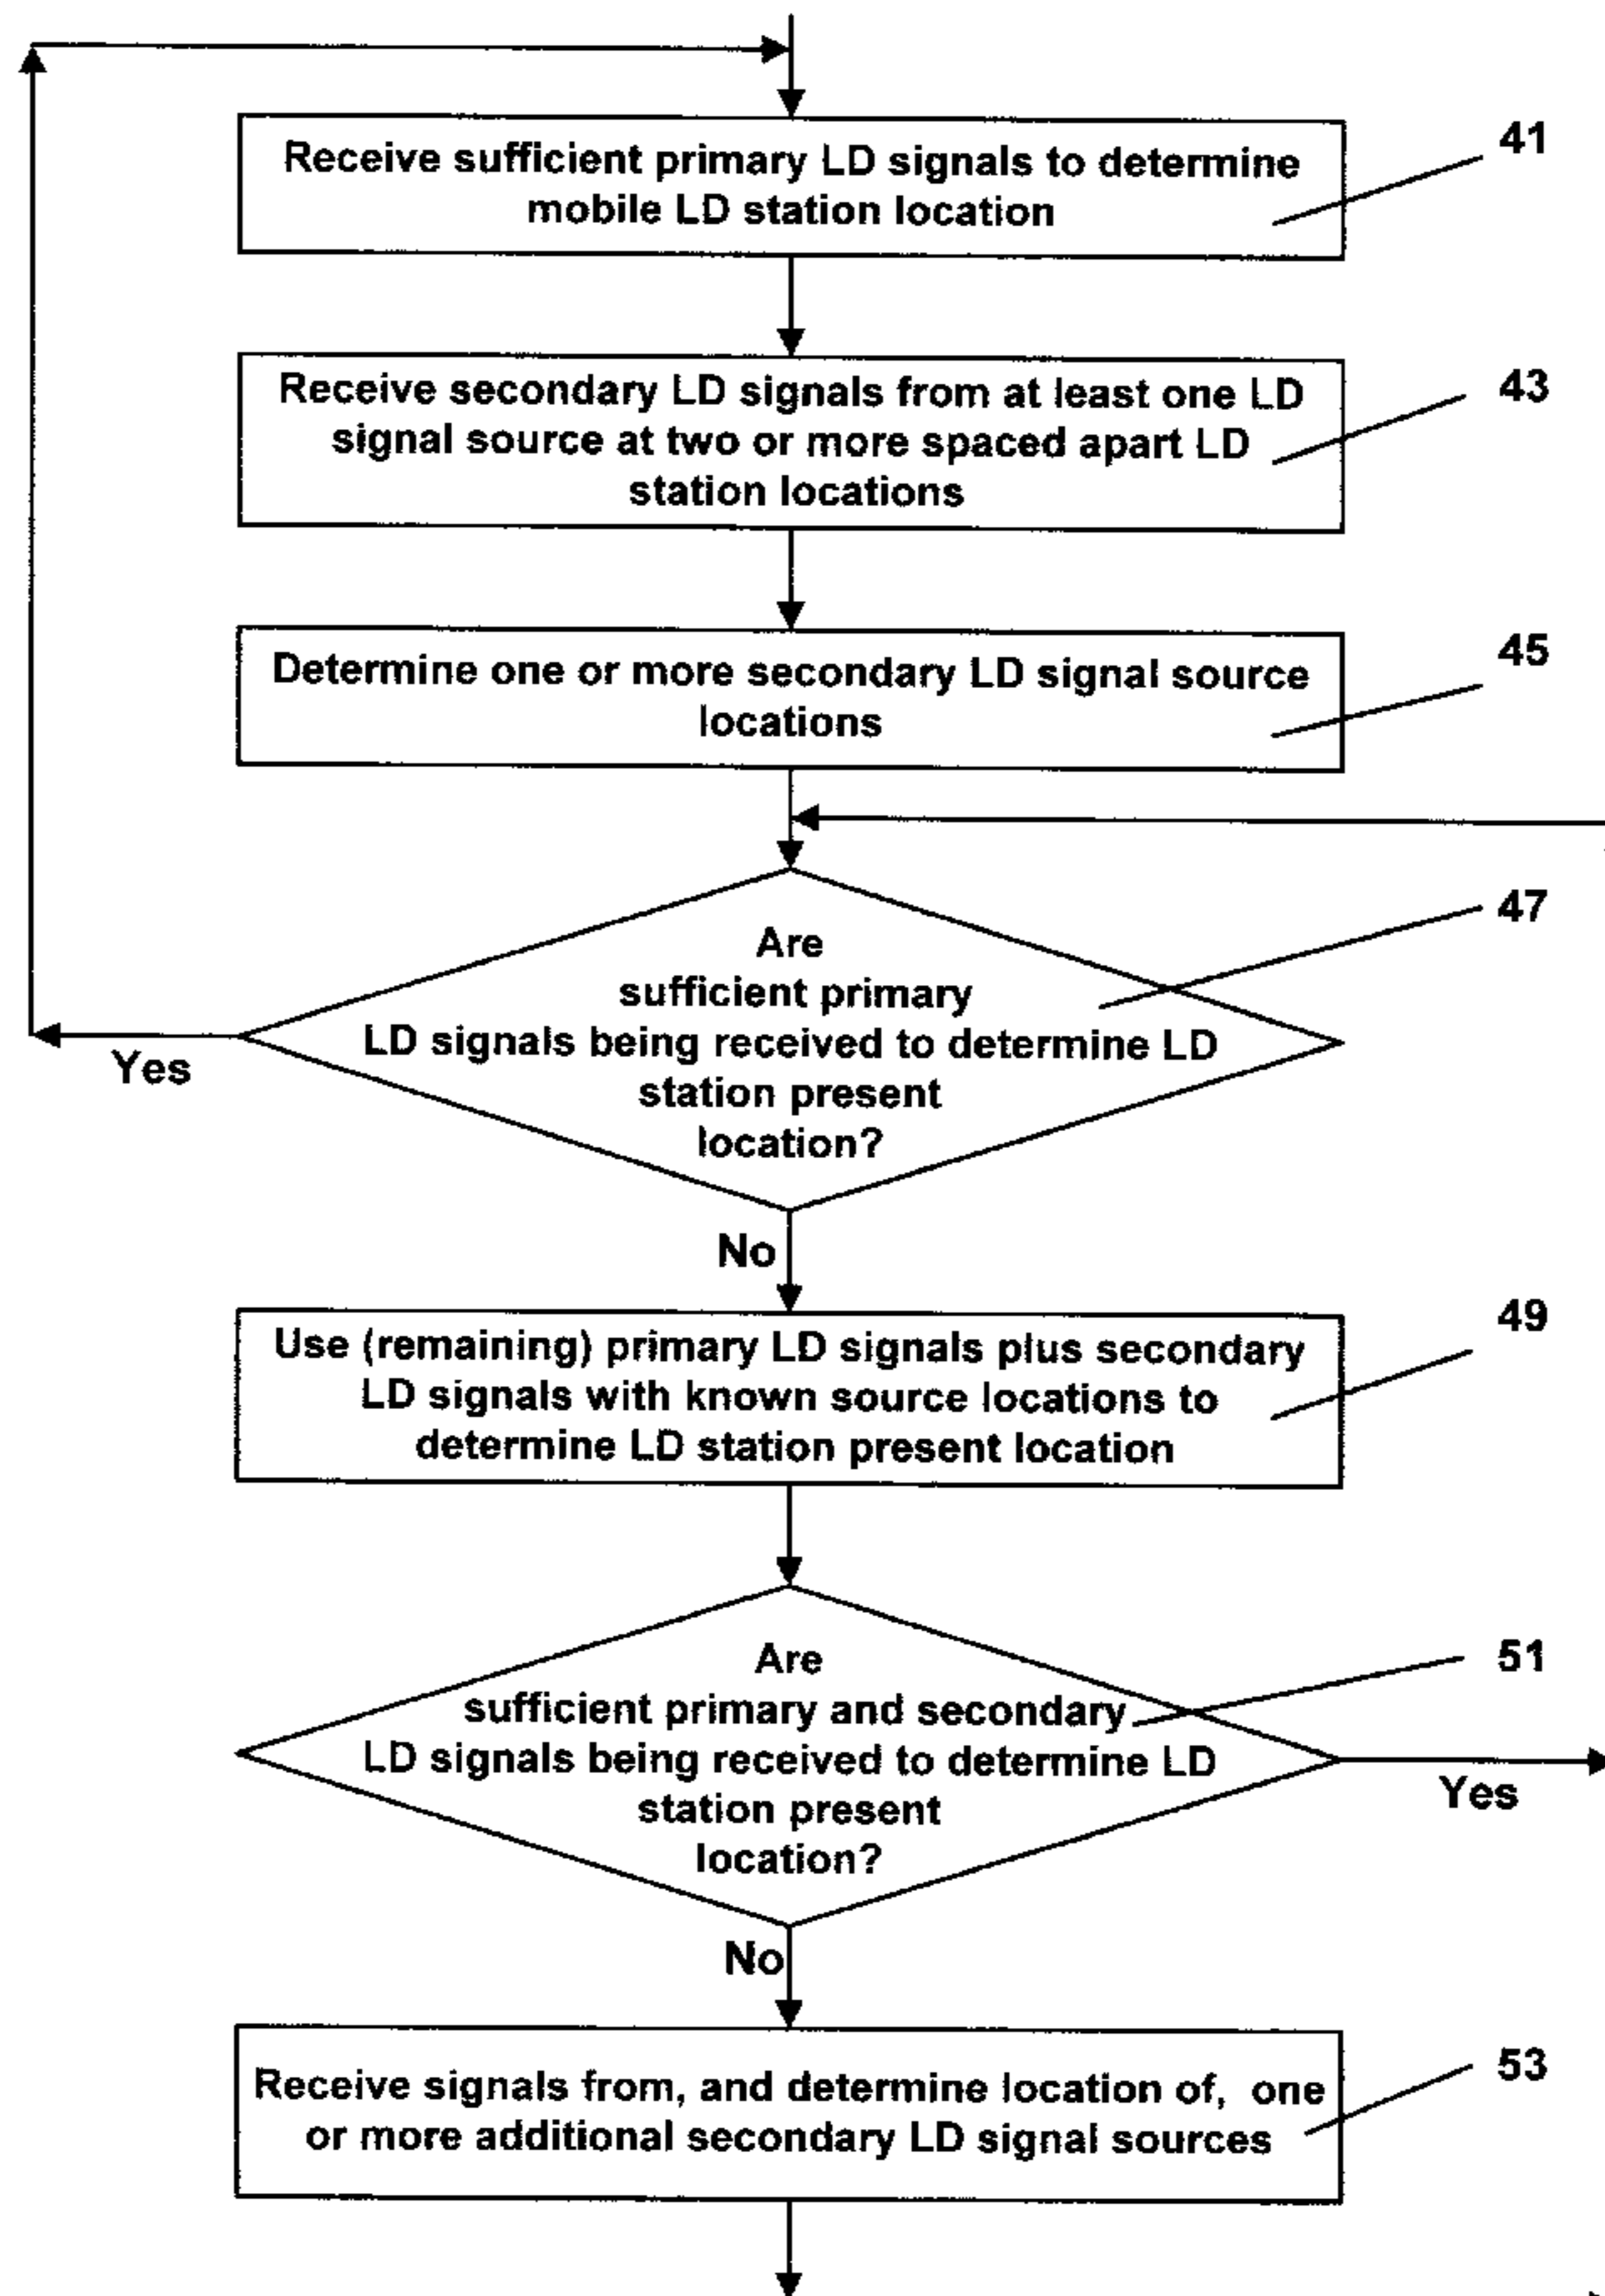 Receive sufficient primary LD signals to determine
mobile LD station location
41
Receive secondary LD signals from at least one LD
signal source at two or more spaced apart LD
station locations
43
Determine one or more secondary LD signal source
locations
45
47
Are
sufficient primary
LD signals being received to determine LD
station present
location?
Yes
No
Use (remaining) primary LD signals plus secondary
LD signals with known source locations to
determine LD station present location
49
Are
sufficient primary and secondary
LD signals being received to determine LD
station present
location?
51
Yes
No
Receive signals from, and determine location of, one
or more additional secondary LD signal sources
53